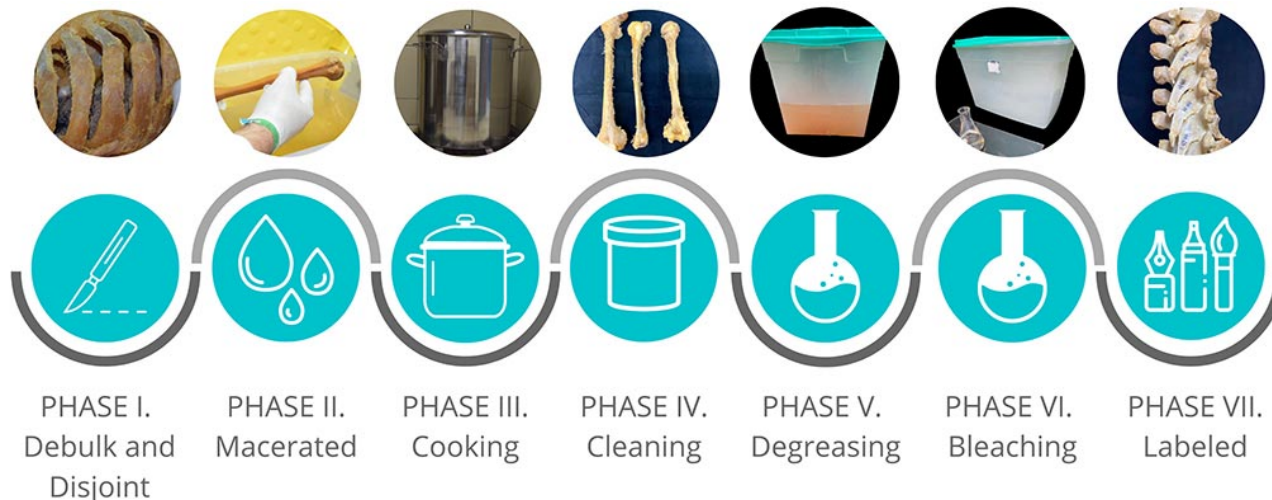 PHASE I.
Debulk and
Disjoint
PHASE II.
Macerated
PHASE III.
Cooking
PHASE IV.
Cleaning
PHASE V.
Degreasing
PHASE VI.
Bleaching
PHASE VII.
Labeled